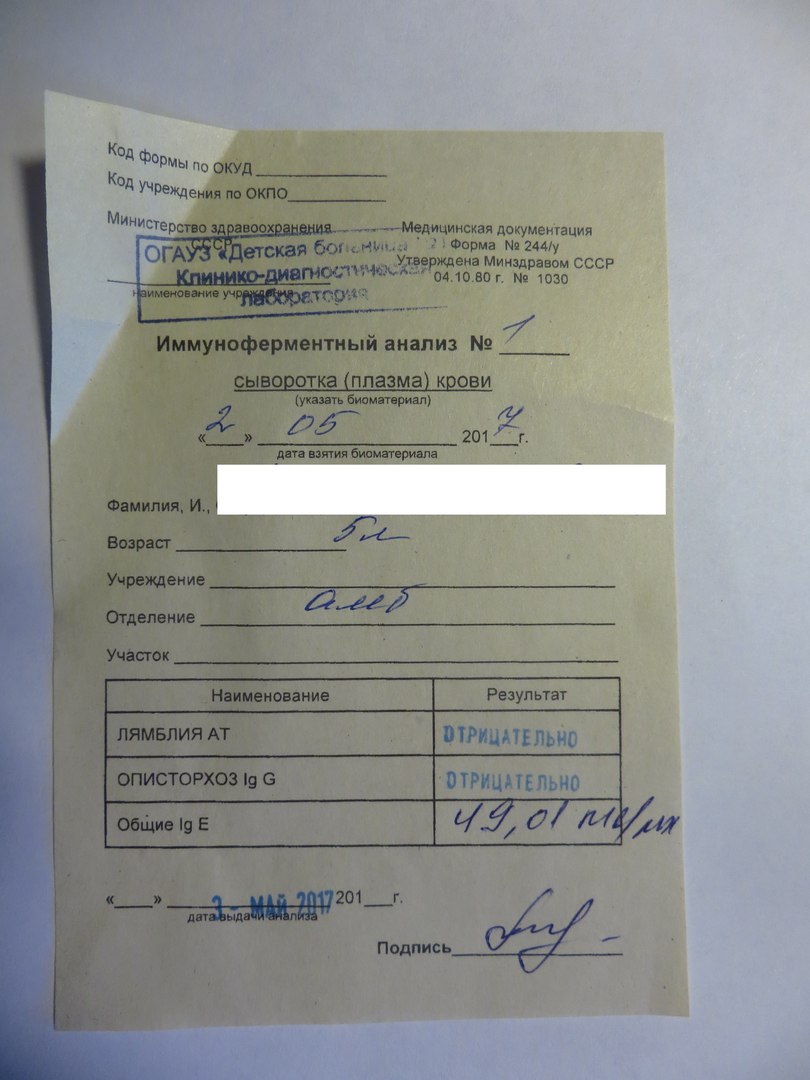 Код формы по ОКУД
Код учреждения по ОКПО
Министерство здравоохранения
СССР
Медицинская документация
Форма № 244/у
Утверждена Минздравом СССР
04.10.80 г. № 1030
ОГАУЗ «Детская больница
Клинико-диагностическая
лаборатория
наименование учреждения
Иммуноферментный анализ № 1
сыворотка (плазма) крови
(указать биоматериал)
«2» 05 2017 г.
дата взятия биоматериала
Фамилия, И.,
Возраст 5л
Учреждение
Отделение амб
Участок
Наименование Результат
ЛЯМБЛИЯ АТ ОТРИЦАТЕЛЬНО
ОПИСТОРХОЗ Ig G ОТРИЦАТЕЛЬНО
Общие Ig E 49,01 ме/мл
« » 201 г.
3 - МАЙ 2017
дата выдачи анализа
Подпись